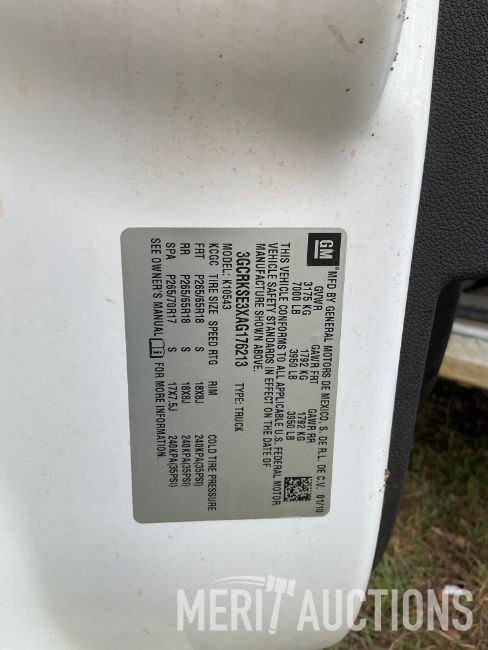 GM
MFD BY GENERAL MOTORS DE MEXICO, S. DE R.L. DE C.V. 01/10
GVWR GAWR FRT GAWR RR
3175 KG 1792 KG 1792 KG
7000 LB 3950 LB 3950 LB
THIS VEHICLE CONFORMS TO ALL APPLICABLE U.S. FEDERAL MOTOR
VEHICLE SAFETY STANDARDS IN EFFECT ON THE DATE OF
MANUFACTURE SHOWN ABOVE.
3GCRKSE3XAG176213 TYPE: TRUCK
MODEL: K10543
KCGC TIRE SIZE SPEED RTG RIM COLD TIRE PRESSURE
FRT P265/65R18 S 18X8J 240KPA(35PSI)
RR P265/65R18 S 18X8J 240KPA(35PSI)
SPA P265/70R17 S 17X7.5J 240KPA(35PSI)
SEE OWNER'S MANUAL FOR MORE INFORMATION.
MERIT AUCTIONS